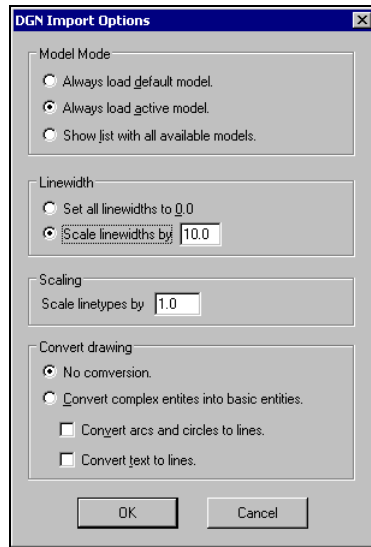 DGN Import Options
Model Mode
Always load default model.
Always load active model.
Show list with all available models.
Linewidth
Set all linewidths to 0.0
Scale linewidths by 10.0
Scaling
Scale linetypes by 1.0
Convert drawing
No comversion.
Convert complex entites into basic entities.
Convert arcs and circles to lines.
Convert text to lines.
OK Cancel